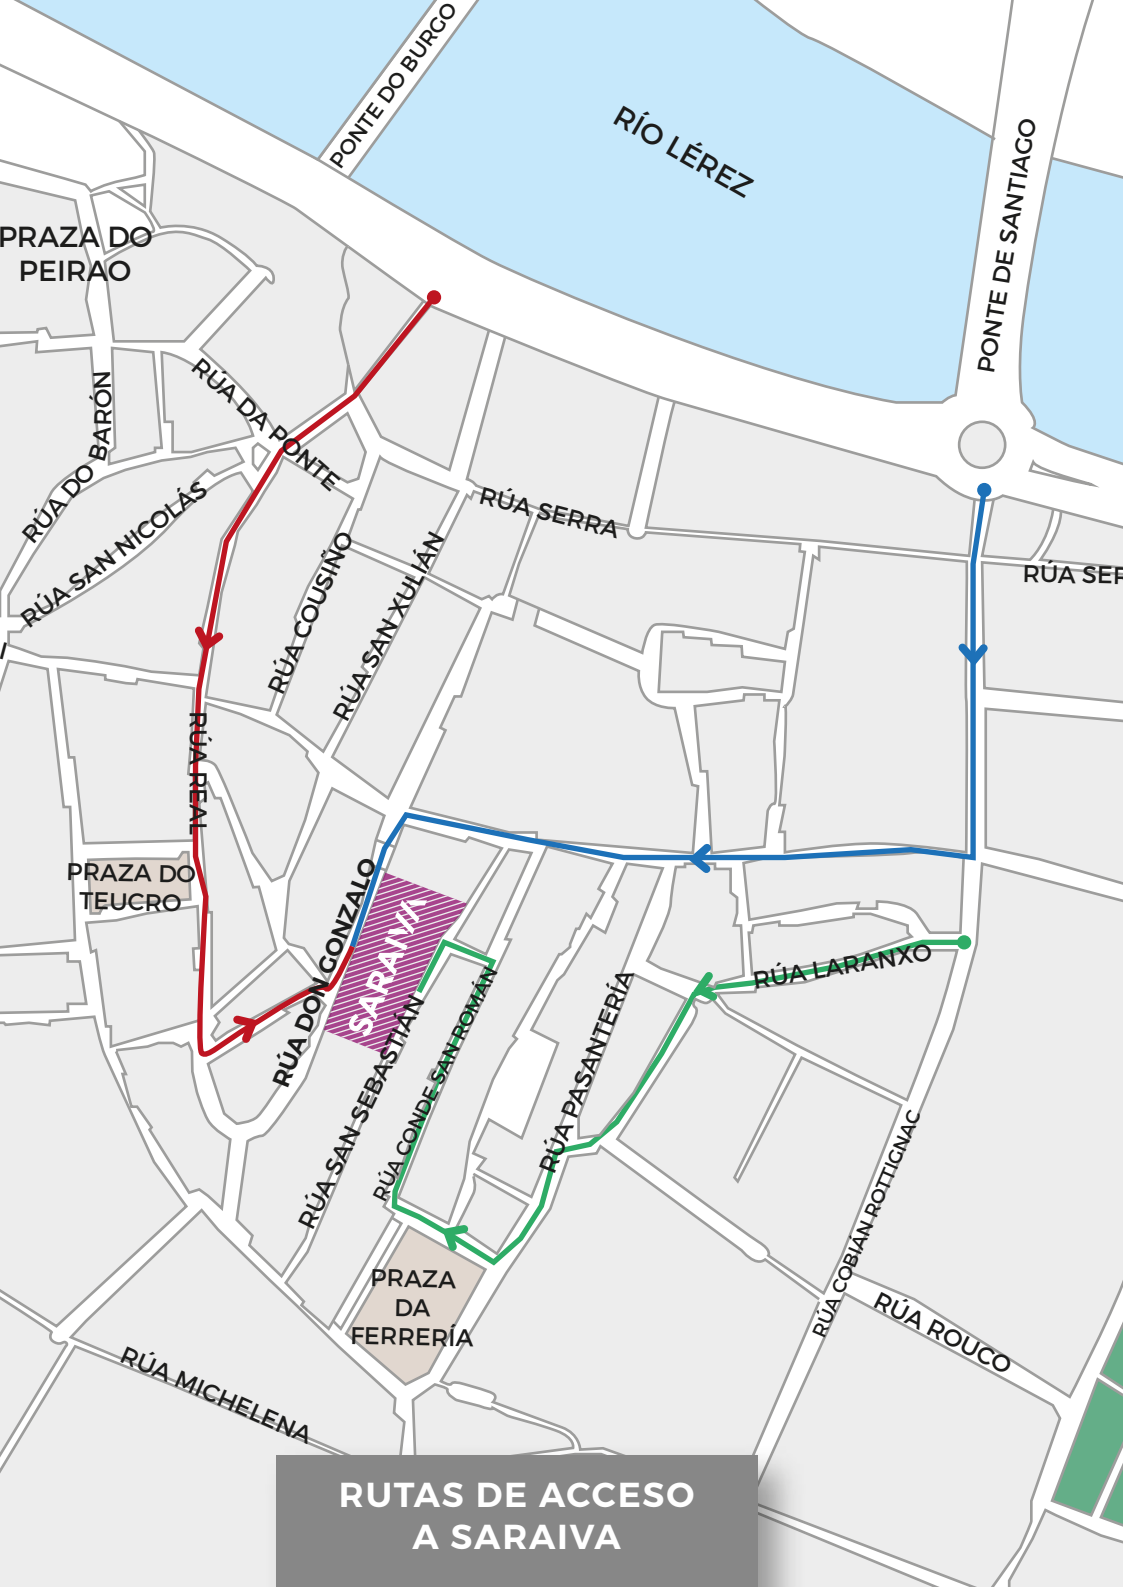 PONTE DO BURGO
RÍO LÉREZ
PONTE DE SANTIAGO
PRAZA DO
PEIRAO
RÚA DA PONTE
RÚA DO BARÓN
RÚA SAN NICOLÁS
RÚA SERRA
RÚA SER
RÚA COUSIÑO
RÚA SAN XULIÁN
RÚA REAL
PRAZA DO
TEUCRO
RÚA DON GONZALO
SARAIVA
RÚA LARANXO
RÚA SAN SEBASTIÁN
RÚA CONDE SAN ROMÁN
RÚA PASANTERÍA
RÚA COBIÁN ROTTIGNAC
PRAZA
DA
FERRERÍA
RÚA ROUCO
RÚA MICHELENA
RUTAS DE ACCESO
A SARAIVA